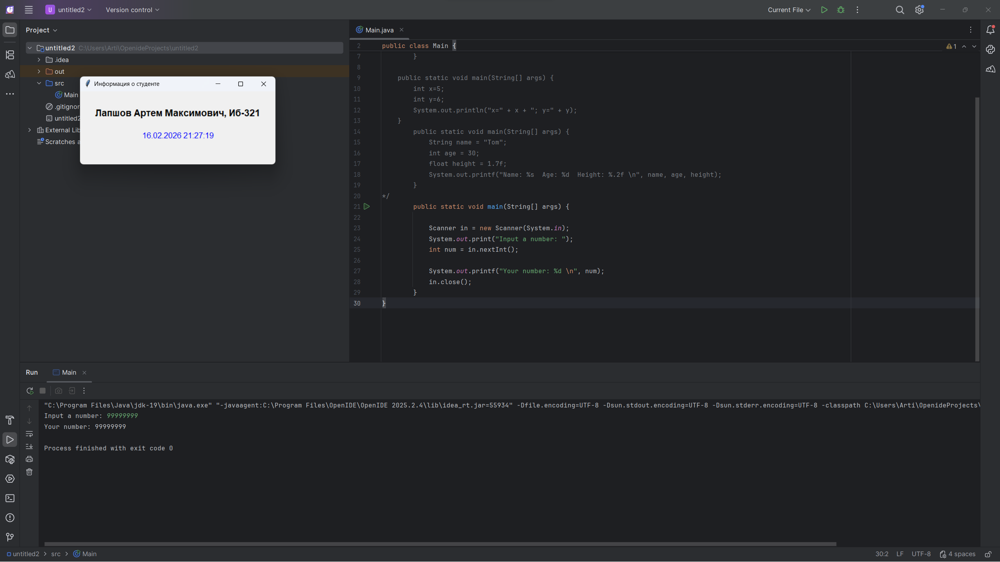 U untitled2 Version control Current File
Project
Main.java
untitled2 C:\Users\Arti\OpenideProjects\untitled2
.idea
out
src
Main
.gitignor
untitled2
External Lib
Scratches a
Информация о студенте
Лапшов Артем Максимович, Иб-321
16.02.2026 21:27:19
2 public class Main {
1
7 }
8
9 public static void main(String[] args) {
10 int x=5;
11 int y=6;
12 System.out.println("x=" + x + "; y=" + y);
13 }
14 public static void main(String[] args) {
15 String name = "Tom";
16 int age = 30;
17 float height = 1.7f;
18 System.out.printf("Name: %s  Age: %d  Height: %.2f \n", name, age, height);
19 }
20 */
21 public static void main(String[] args) {
22
23 Scanner in = new Scanner(System.in);
24 System.out.print("Input a number: ");
25 int num = in.nextInt();
26
27 System.out.printf("Your number: %d \n", num);
28 in.close();
29 }
30 }
Run Main
"C:\Program Files\Java\jdk-19\bin\java.exe" "-javaagent:C:\Program Files\OpenIDE\OpenIDE 2025.2.4\lib\idea_rt.jar=55934" -Dfile.encoding=UTF-8 -Dsun.stdout.encoding=UTF-8 -Dsun.stderr.encoding=UTF-8 -classpath C:\Users\Arti\OpenideProjects\
Input a number: 99999999
Your number: 99999999
Process finished with exit code 0
untitled2 > src > Main
30:2 LF UTF-8 4 spaces